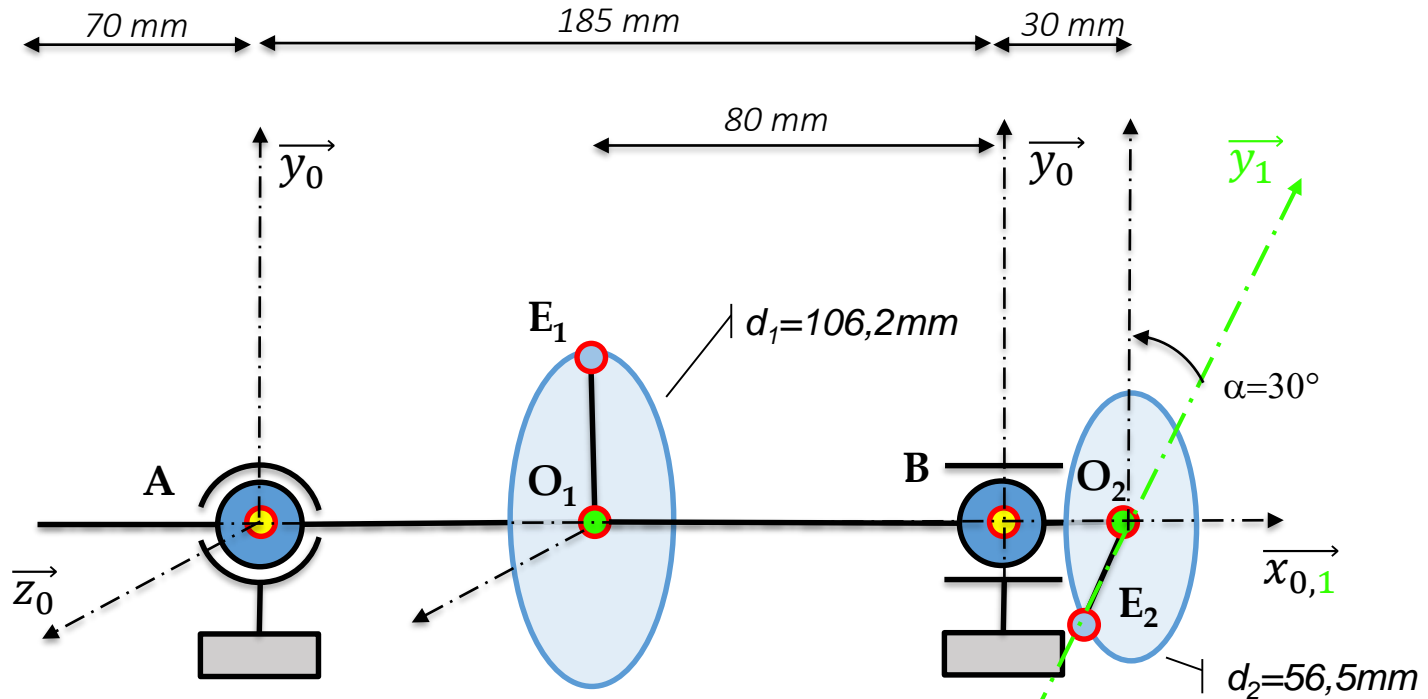 70 mm
185 mm
30 mm
80 mm
y₀
y₀
y₁
E₁
d₁=106,2mm
α=30°
A
O₁
B
O₂
z₀
x₀,₁
E₂
d₂=56,5mm